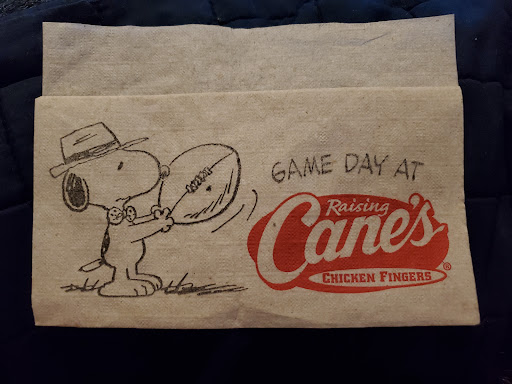 GAME DAY AT
Raising
Cane's
CHICKEN FINGERS
®